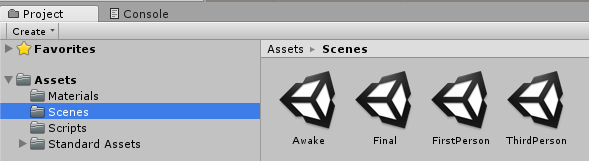 Project
Console
Create
Favorites
Assets
Materials
Scenes
Scripts
Standard Assets
Assets ▸ Scenes
Awake
Final
FirstPerson
ThirdPerson